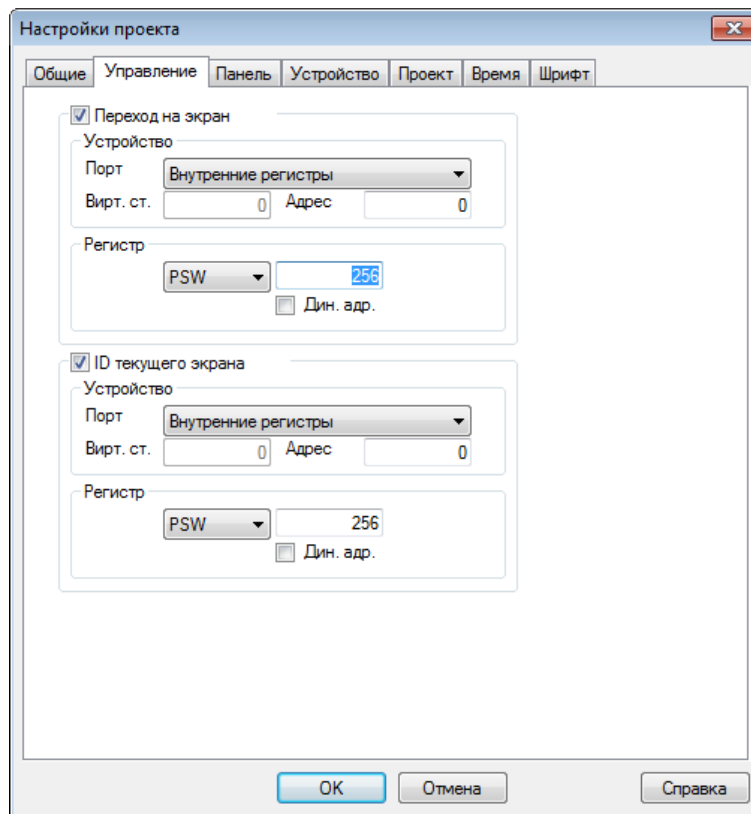 Настройки проекта
Общие Управление Панель Устройство Проект Время Шрифт
Переход на экран
Устройство
Порт Внутренние регистры
Вирт. ст. 0 Адрес 0
Регистр
PSW 256
Дин. адр.
ID текущего экрана
Устройство
Порт Внутренние регистры
Вирт. ст. 0 Адрес 0
Регистр
PSW 256
Дин. адр.
OK Отмена Справка